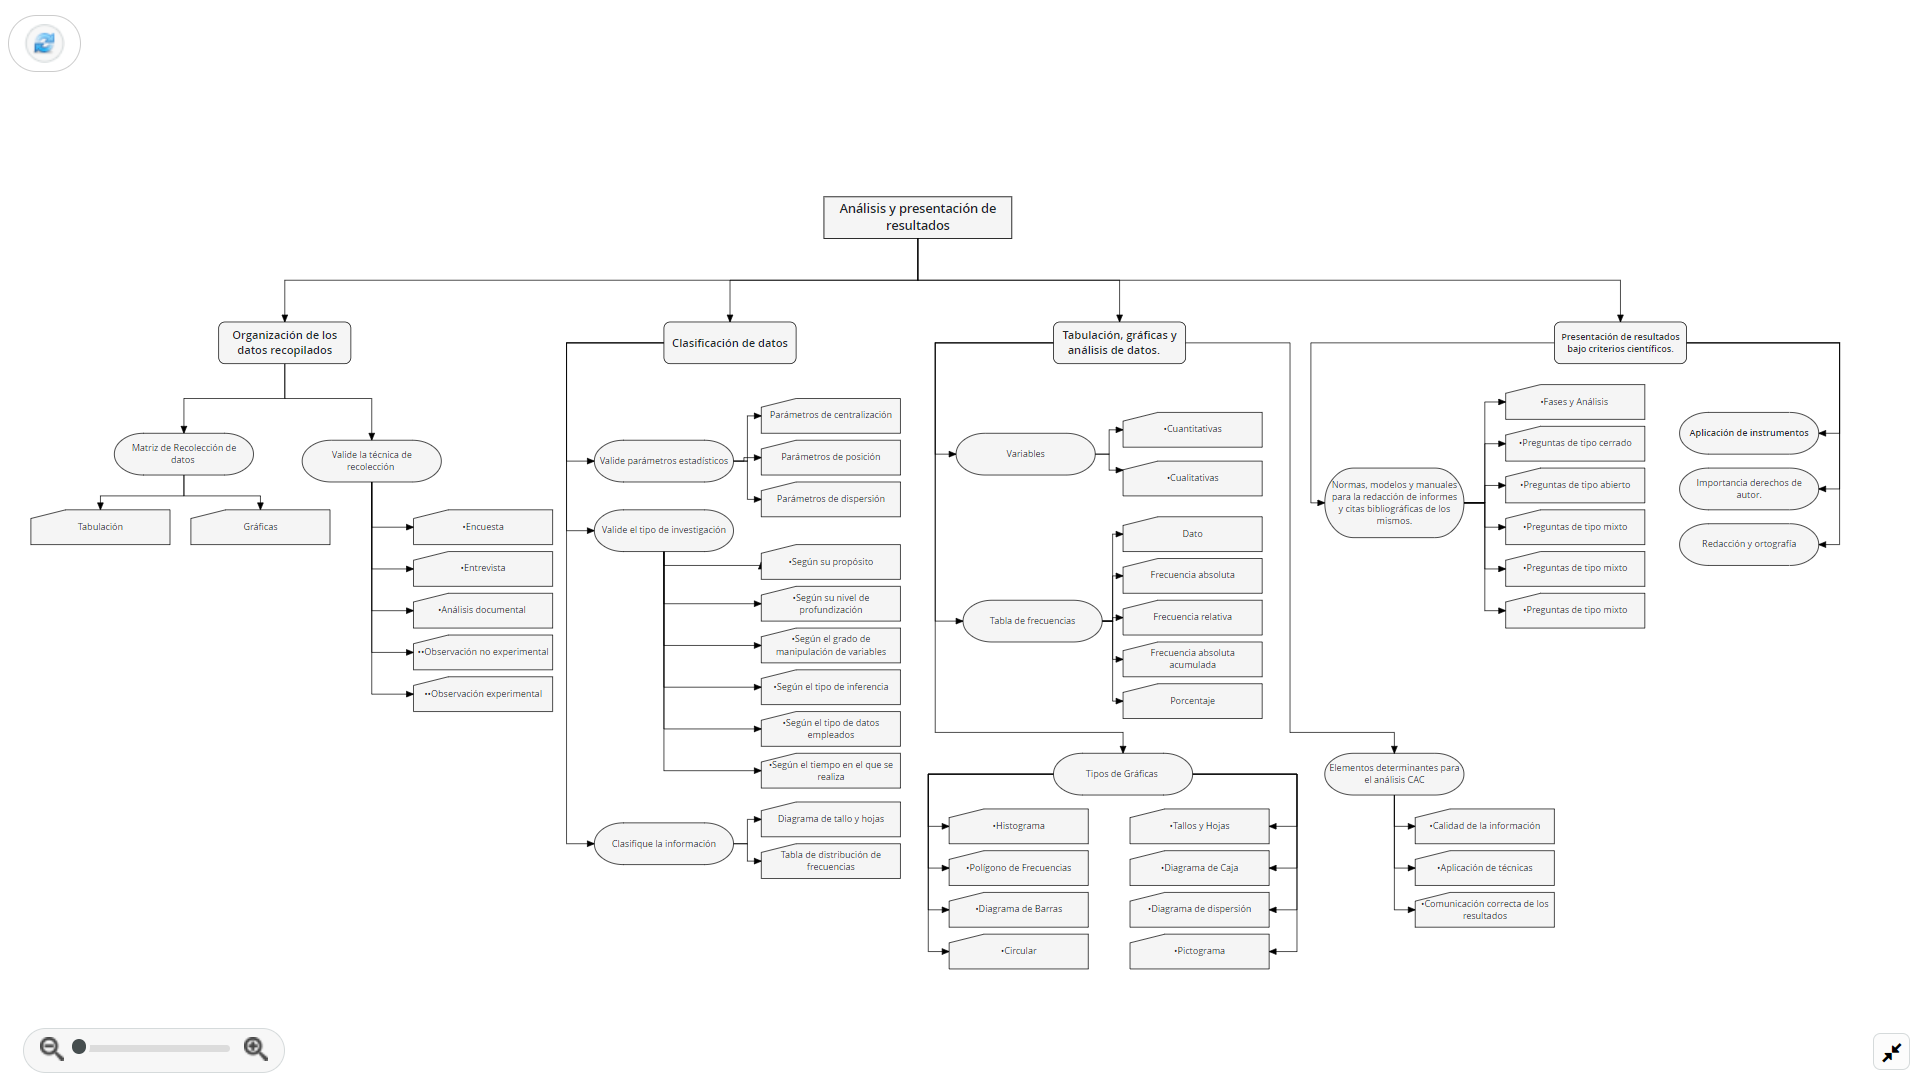 Análisis y presentación de
resultados
Organización de los
datos recopilados
Clasificación de datos
Tabulación, gráficas y
análisis de datos.
Presentación de resultados
bajo criterios científicos.
Matriz de Recolección de
datos
Valide la técnica de
recolección
Tabulación
Gráficas
•Encuesta
•Entrevista
•Análisis documental
••Observación no experimental
••Observación experimental
Valide parámetros estadísticos
Parámetros de centralización
Parámetros de posición
Parámetros de dispersión
Valide el tipo de investigación
•Según su propósito
•Según su nivel de
profundización
•Según el grado de
manipulación de variables
•Según el tipo de inferencia
•Según el tipo de datos
empleados
•Según el tiempo en el que se
realiza
Clasifique la información
Diagrama de tallo y hojas
Tabla de distribución de
frecuencias
Variables
•Cuantitativas
•Cualitativas
Tabla de frecuencias
Dato
Frecuencia absoluta
Frecuencia relativa
Frecuencia absoluta
acumulada
Porcentaje
Tipos de Gráficas
•Histograma
•Polígono de Frecuencias
•Diagrama de Barras
•Circular
•Tallos y Hojas
•Diagrama de Caja
•Diagrama de dispersión
•Pictograma
Elementos determinantes para
el análisis CAC
•Calidad de la información
•Aplicación de técnicas
•Comunicación correcta de los
resultados
Normas, modelos y manuales
para la redacción de informes
y citas bibliográficas de los
mismos.
•Fases y Análisis
•Preguntas de tipo cerrado
•Preguntas de tipo abierto
•Preguntas de tipo mixto
•Preguntas de tipo mixto
•Preguntas de tipo mixto
Aplicación de instrumentos
Importancia derechos de
autor.
Redacción y ortografía